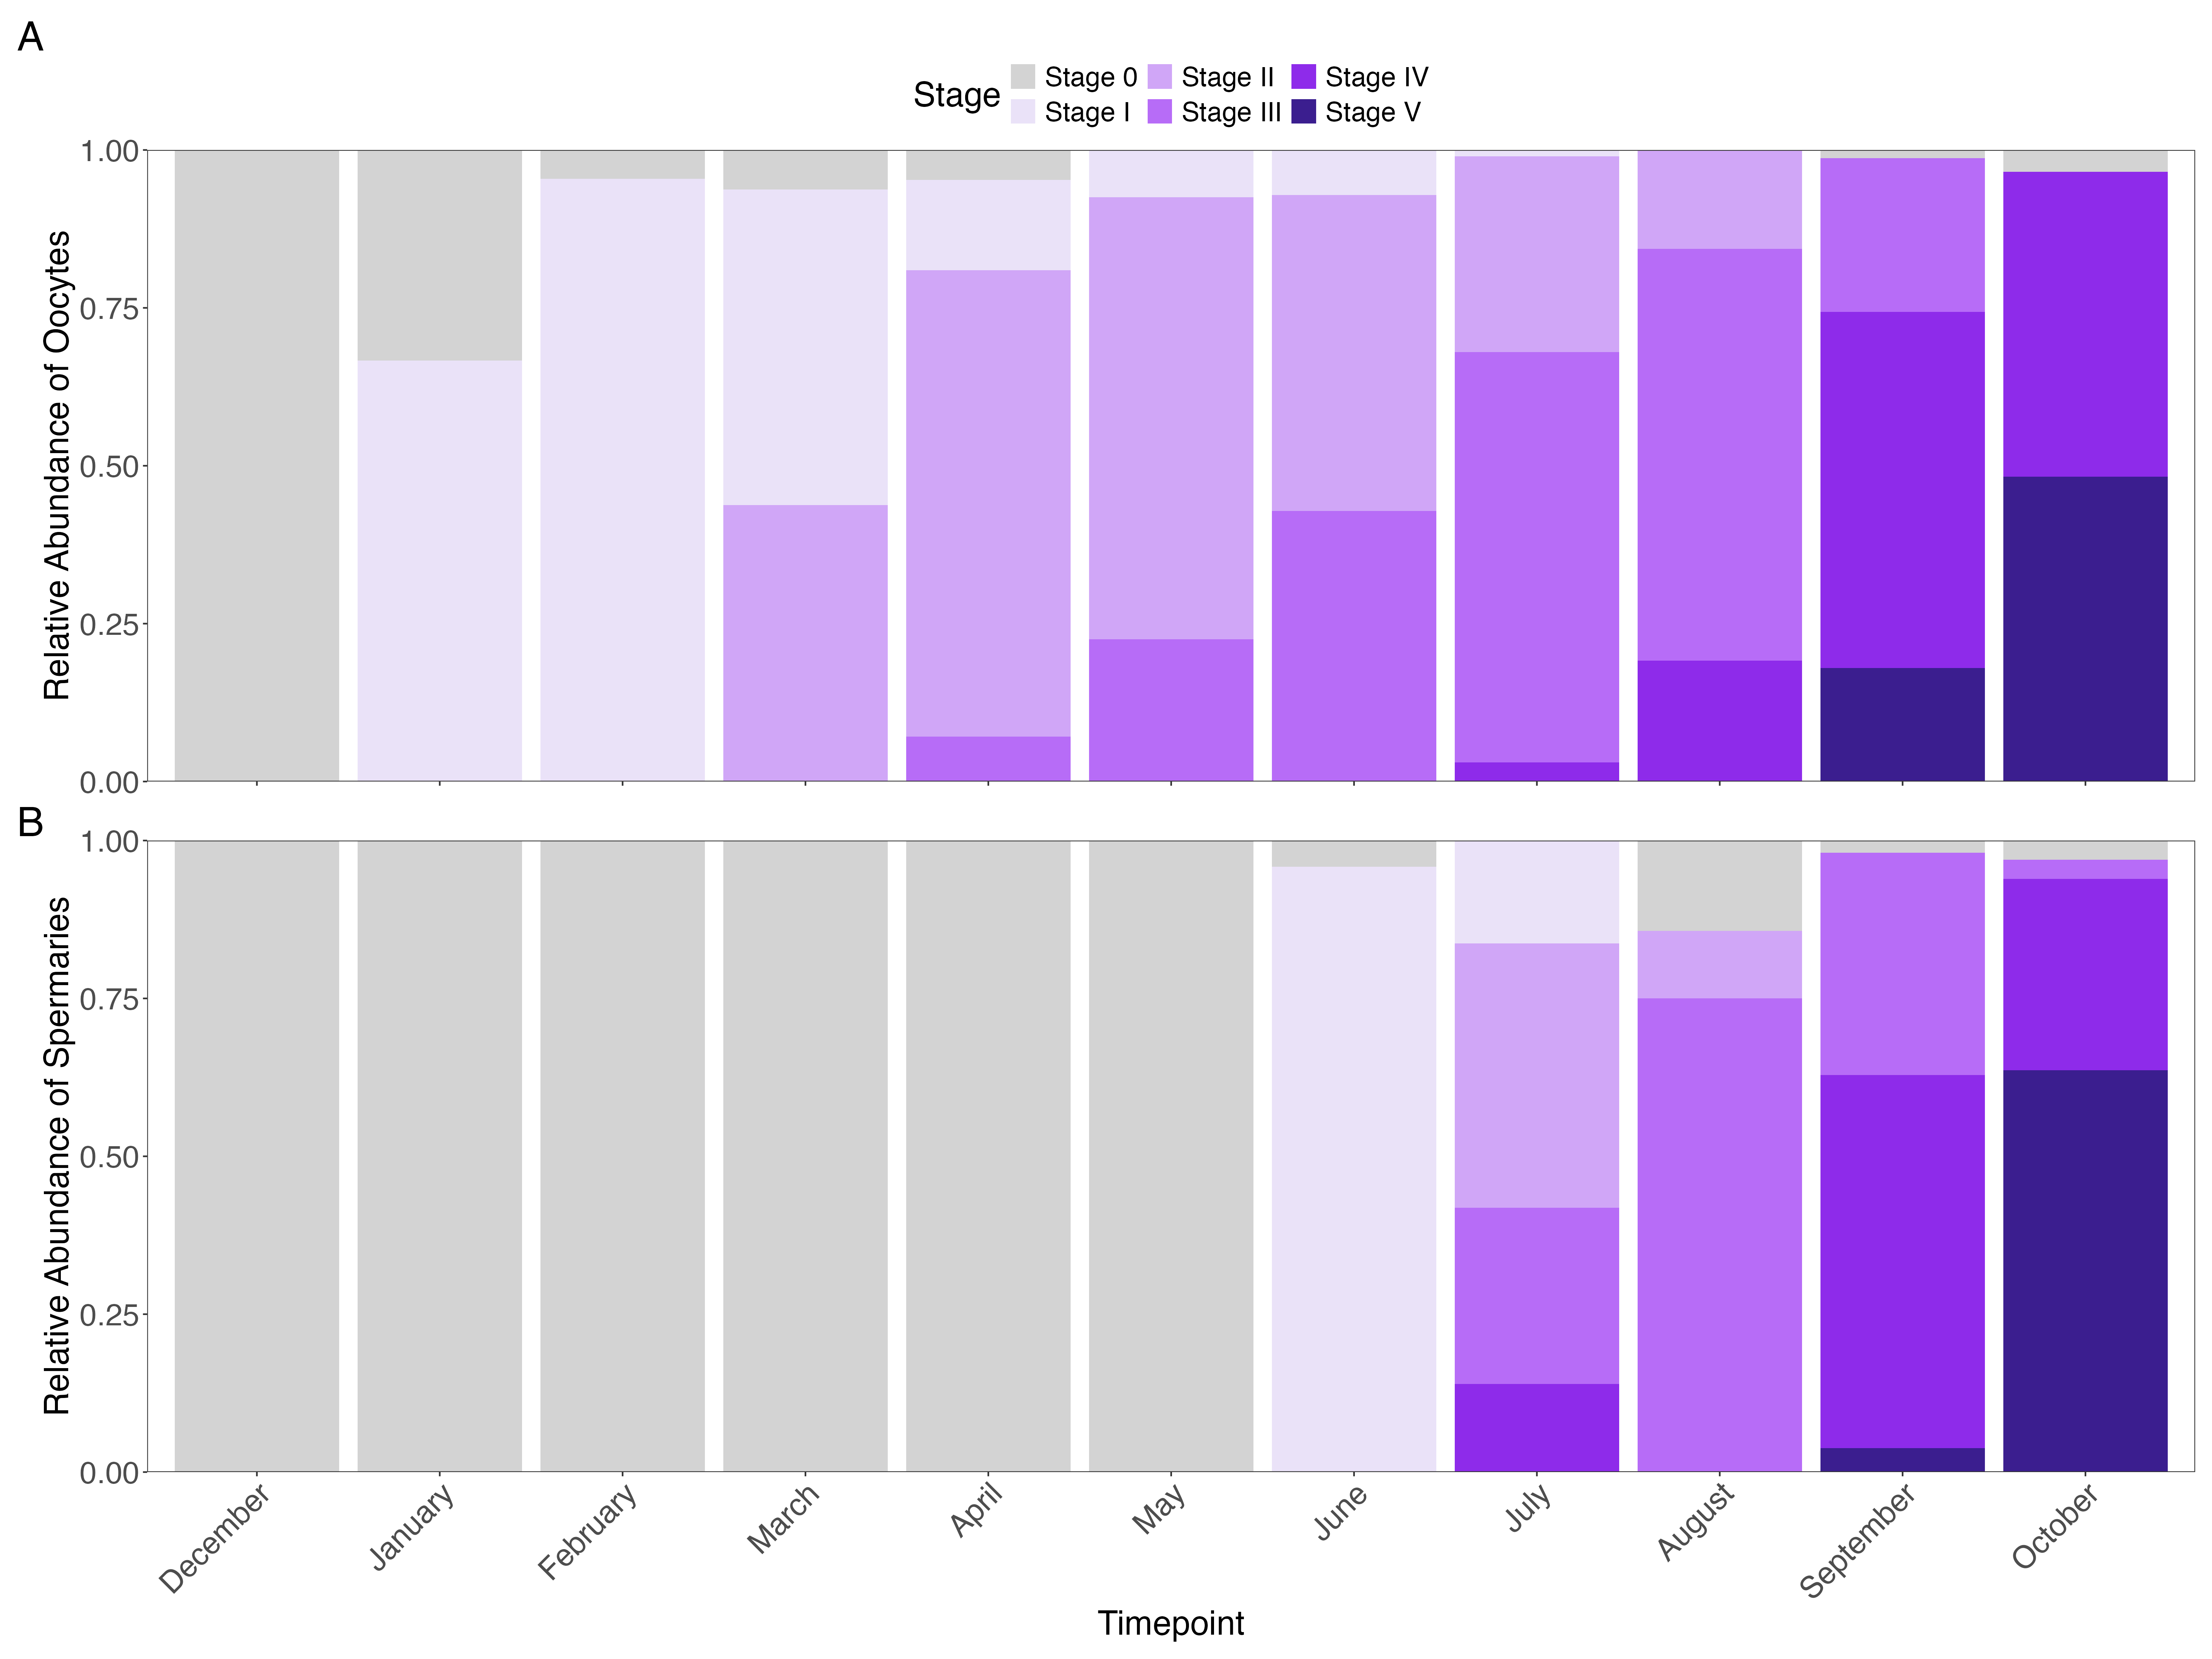 A
Stage
Stage 0
Stage II
Stage IV
Stage I
Stage III
Stage V
Relative Abundance of Oocytes
1.00
0.75
0.50
0.25
0.00
B
Relative Abundance of Spermaries
1.00
0.75
0.50
0.25
0.00
December
January
February
March
April
May
June
July
August
September
October
Timepoint